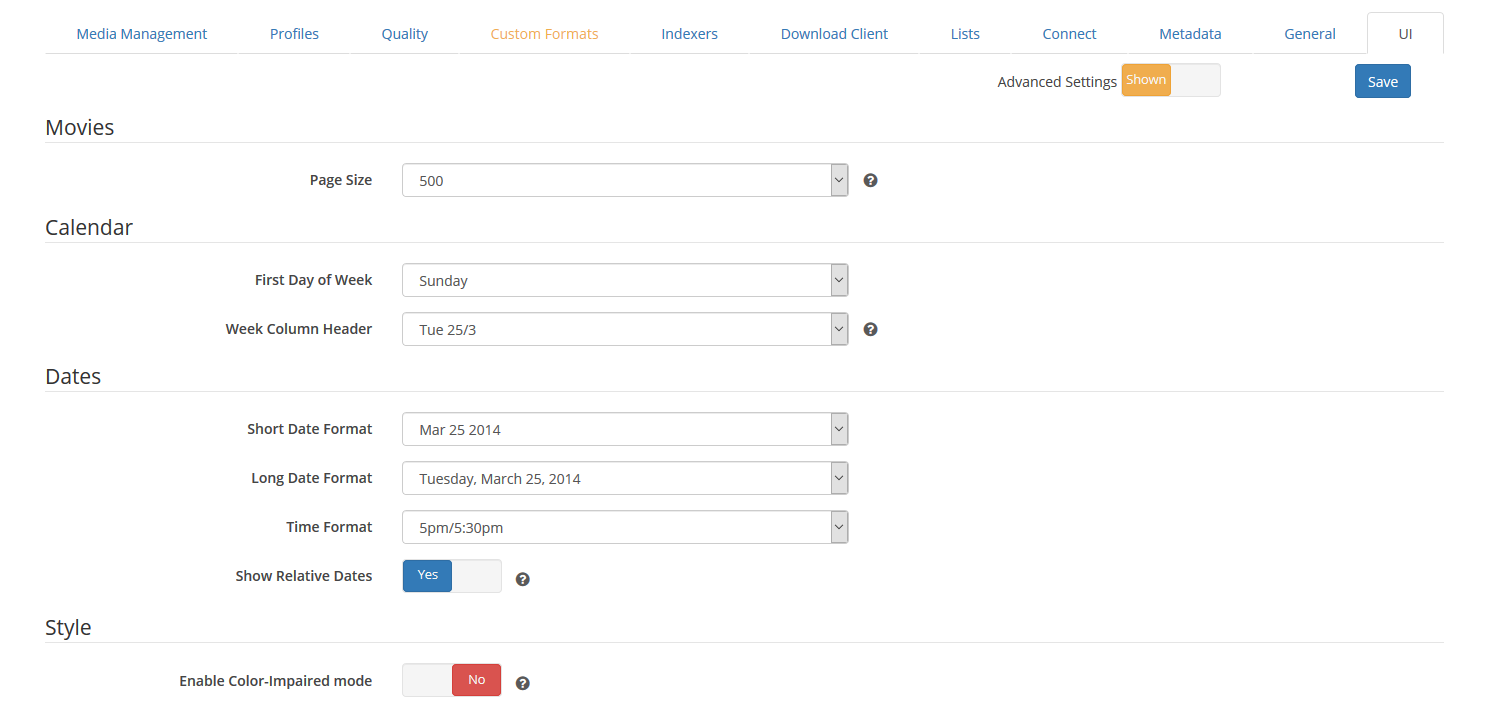 Media Management Profiles Quality Custom Formats Indexers Download Client Lists Connect Metadata General UI
Advanced Settings Shown Save
Movies
Page Size 500
Calendar
First Day of Week Sunday
Week Column Header Tue 25/3
Dates
Short Date Format Mar 25 2014
Long Date Format Tuesday, March 25, 2014
Time Format 5pm/5:30pm
Show Relative Dates Yes
Style
Enable Color-Impaired mode No